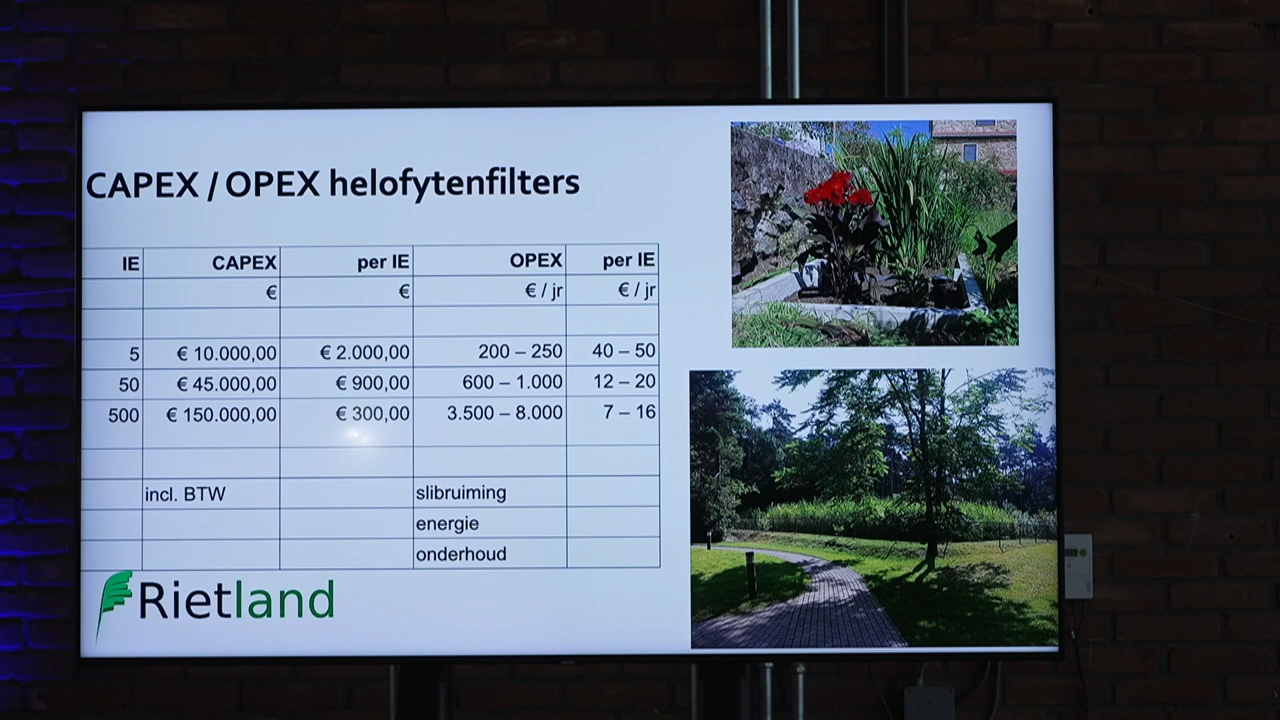 CAPEX / OPEX helofytenfilters
IE CAPEX per IE OPEX per IE
€ € € / jr € / jr
5 € 10.000,00 € 2.000,00 200 – 250 40 – 50
50 € 45.000,00 € 900,00 600 – 1.000 12 – 20
500 € 150.000,00 € 300,00 3.500 – 8.000 7 – 16
incl. BTW slibruiming
energie
onderhoud
Rietland